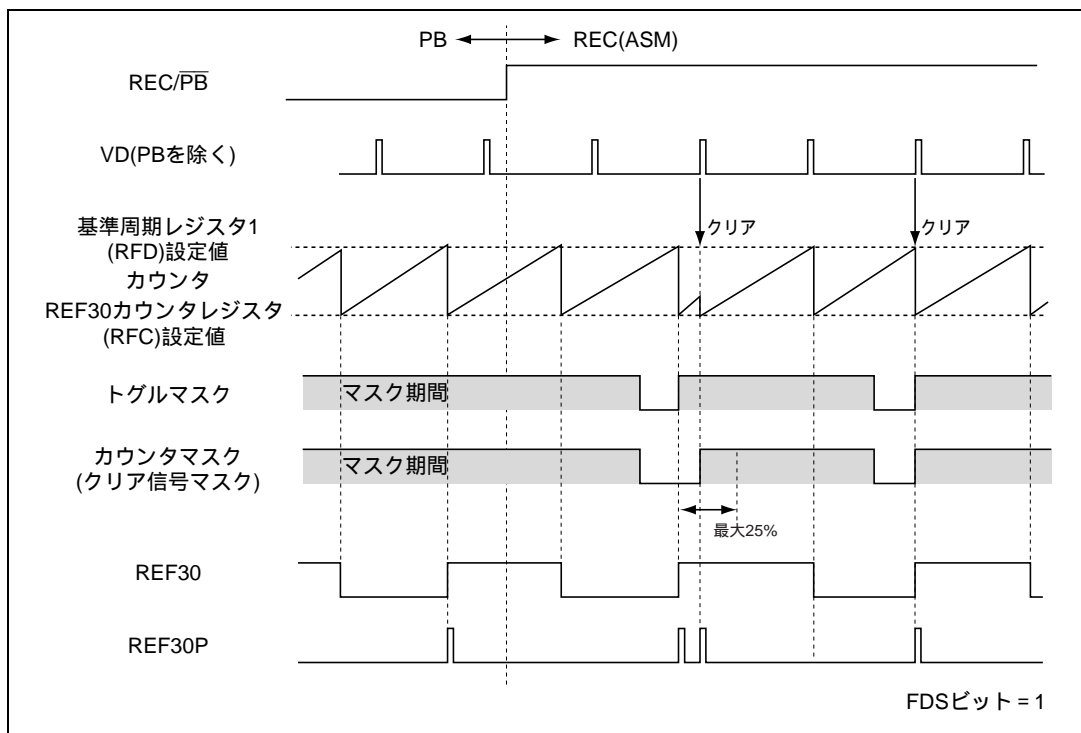 PB REC(ASM)
REC/PB
VD(PBを除く)
クリア クリア
基準周期レジスタ1
(RFD)設定値
カウンタ
REF30カウンタレジスタ
(RFC)設定値
トグルマスク
マスク期間
カウンタマスク
(クリア信号マスク)
マスク期間
最大25%
REF30
REF30P
FDSビット = 1